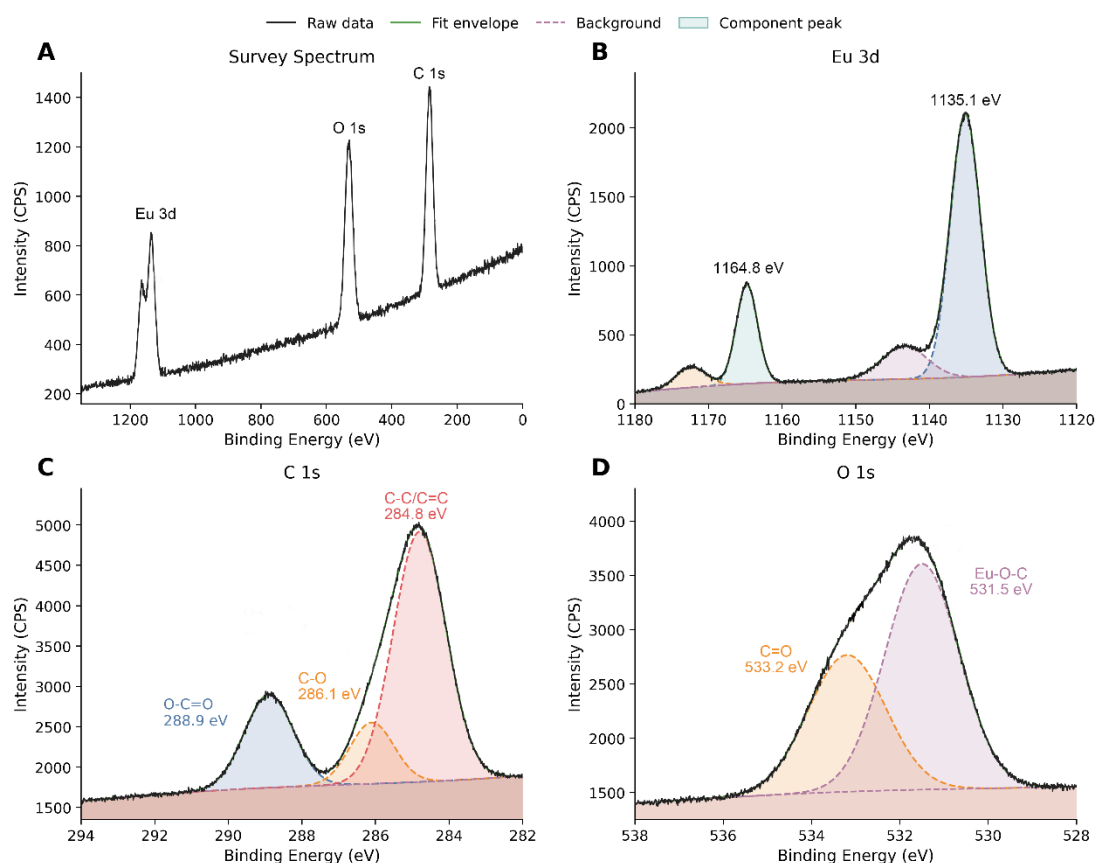 Raw data
Fit envelope
Background
Component peak
A
Survey Spectrum
C 1s
O 1s
Eu 3d
1400
1200
1000
800
600
400
200
Intensity (CPS)
1200
1000
800
600
400
200
0
Binding Energy (eV)
B
Eu 3d
1135.1 eV
1164.8 eV
2000
1500
1000
500
0
Intensity (CPS)
1180
1170
1160
1150
1140
1130
1120
Binding Energy (eV)
C
C 1s
C-C/C=C
284.8 eV
C-O
286.1 eV
O-C=O
288.9 eV
5000
4500
4000
3500
3000
2500
2000
1500
Intensity (CPS)
294
292
290
288
286
284
282
Binding Energy (eV)
D
O 1s
Eu-O-C
531.5 eV
C=O
533.2 eV
4000
3500
3000
2500
2000
1500
Intensity (CPS)
538
536
534
532
530
528
Binding Energy (eV)